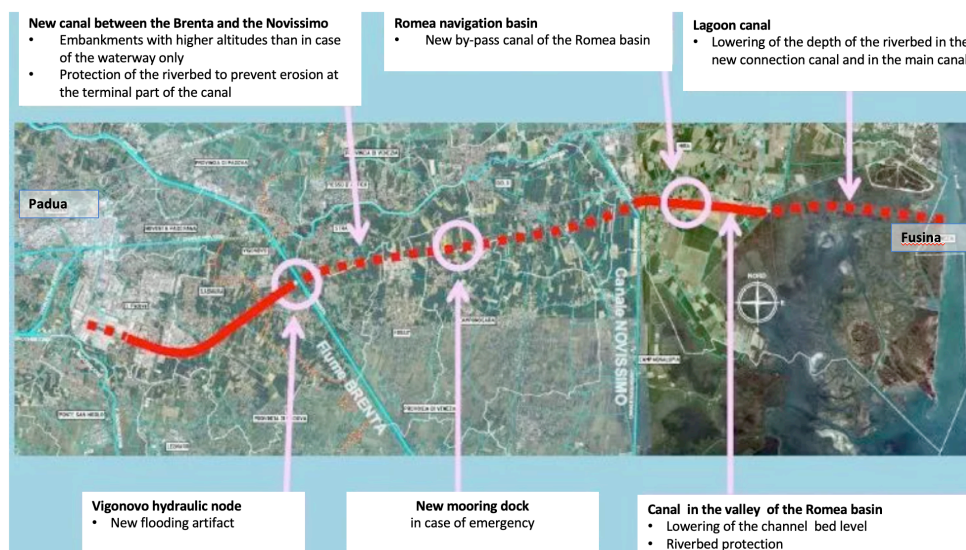 New canal between the Brenta and the Novissimo
• Embankments with higher altitudes than in case
of the waterway only
• Protection of the riverbed to prevent erosion at
the terminal part of the canal
Romea navigation basin
• New by-pass canal of the Romea basin
Lagoon canal
• Lowering of the depth of the riverbed in the
new connection canal and in the main canal
Padua
Fusina
NORD
Canale NOVISSIMO
Fiume BRENTA
Vigonovo hydraulic node
• New flooding artifact
New mooring dock
in case of emergency
Canal in the valley of the Romea basin
• Lowering of the channel bed level
• Riverbed protection